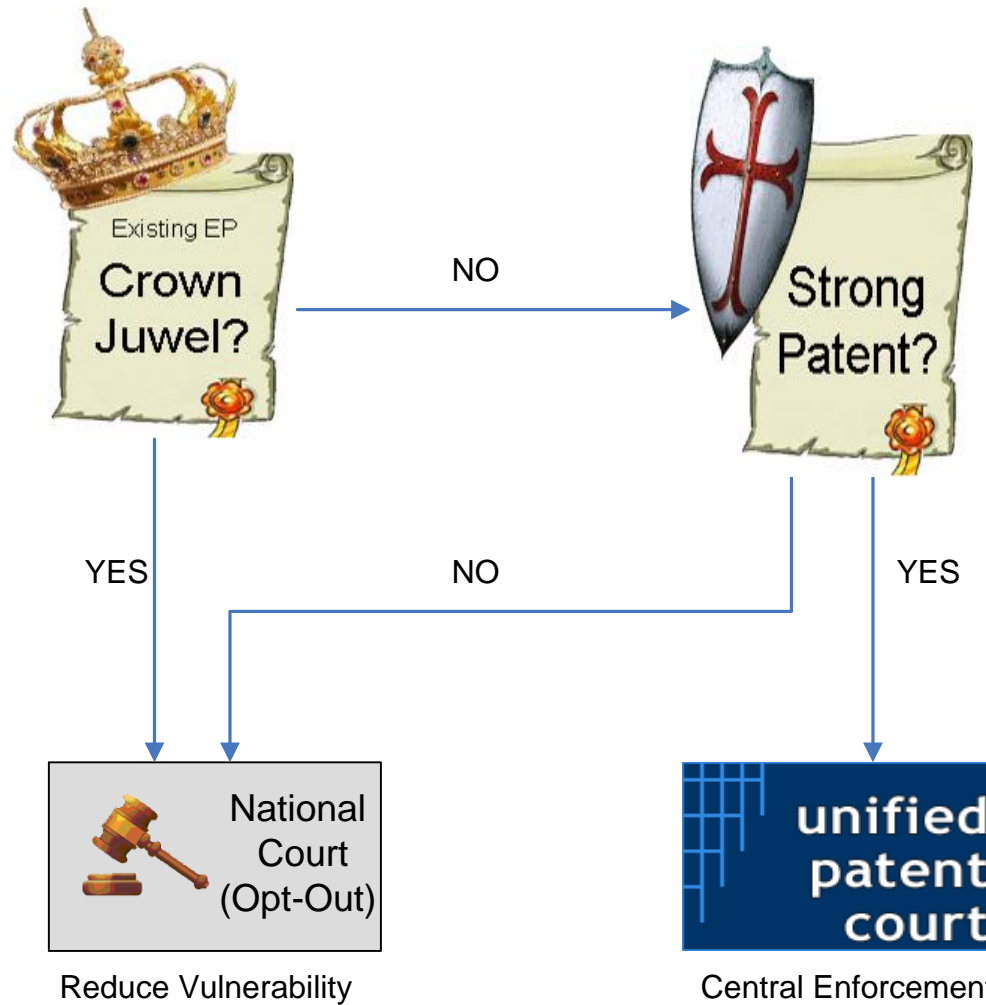 Existing EP
Crown
Juwel?
NO
Strong
Patent?
YES
NO
YES
National
Court
(Opt-Out)
unified
patent
court
Reduce Vulnerability
Central Enforcement